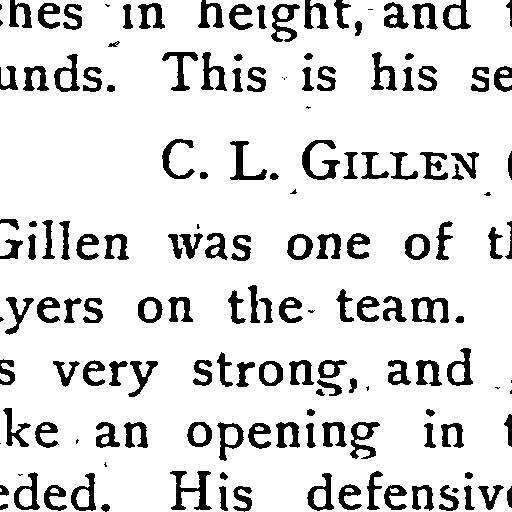 ches in height, and
unds. This is his se
C. L. GILLEN (
Gillen was one of th
yers on the team.
s very strong, and
ke an opening in t
eded. His defensive